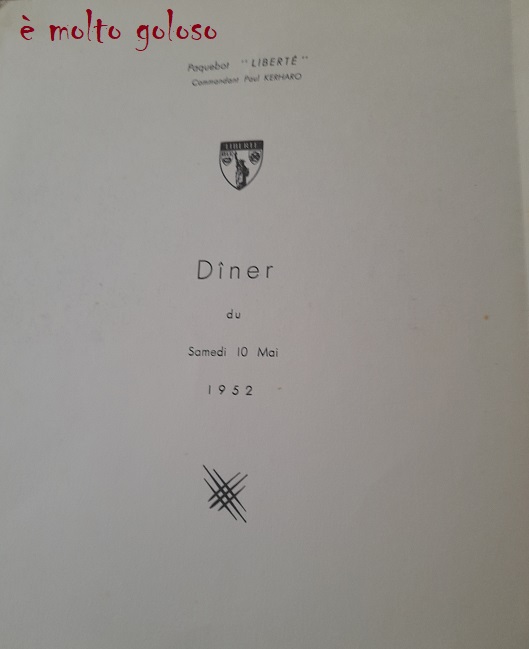 è molto goloso
Paquebot "LIBERTÉ"
Commandant Paul KERHARO
LIBERTÉ
Dîner
du
Samedi 10 Mai
1952